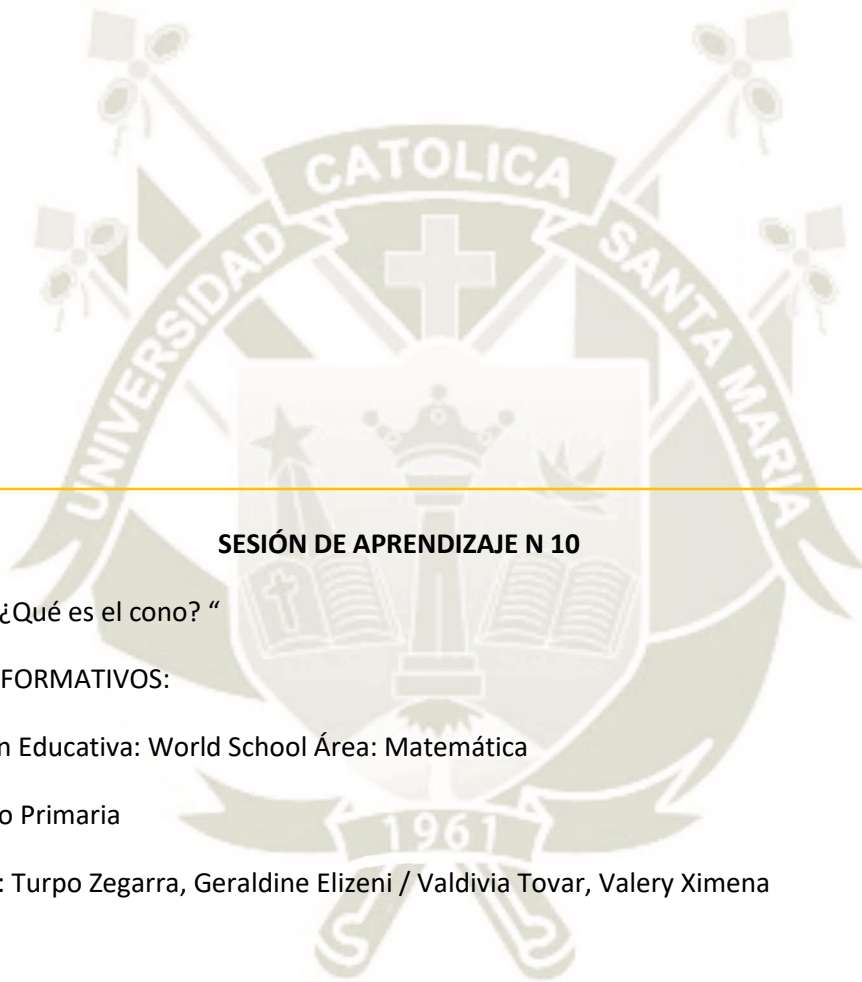 UNIVERSIDAD CATOLICA SANTA MARIA
SESIÓN DE APRENDIZAJE N 10
¿Qué es el cono? “
FORMATIVOS:
n Educativa: World School Área: Matemática
o Primaria
: Turpo Zegarra, Geraldine Elizeni / Valdivia Tovar, Valery Ximena
1961